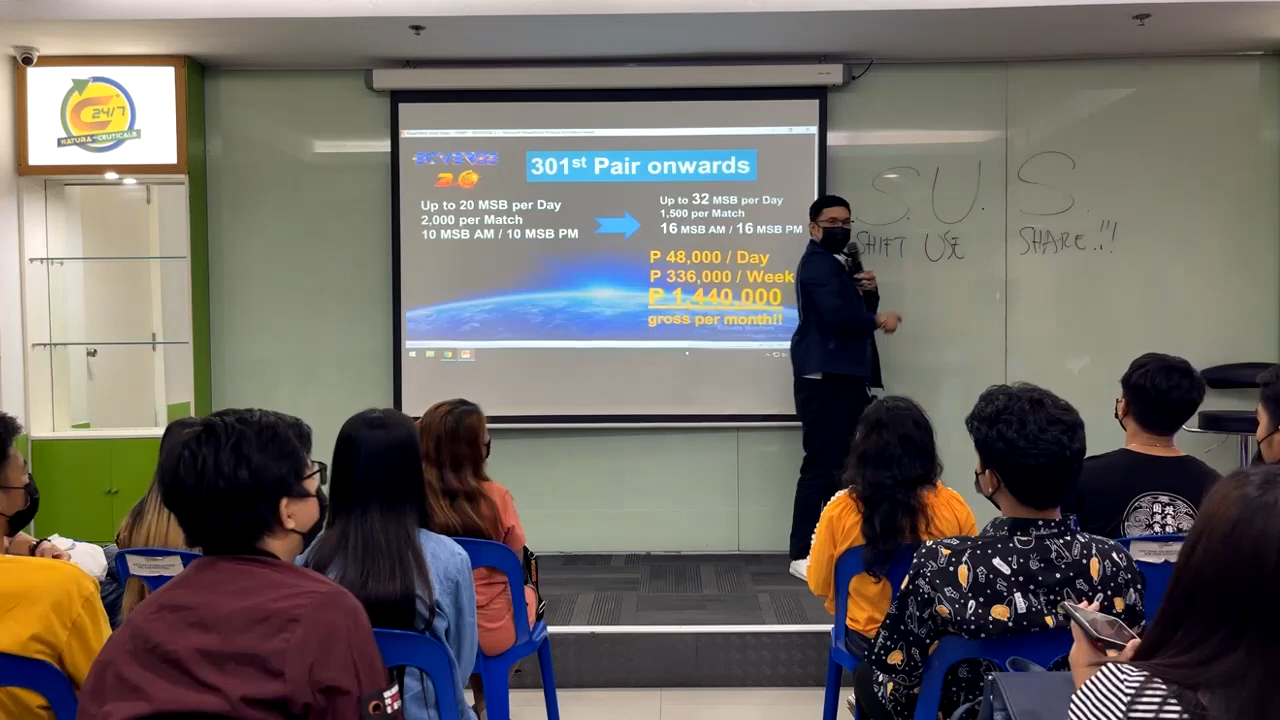 24/7
NATURA CEUTICALS
301st Pair onwards
2.0
Up to 20 MSB per Day
2,000 per Match
10 MSB AM / 10 MSB PM
Up to 32 MSB per Day
1,500 per Match
16 MSB AM / 16 MSB PM
P 48,000 / Day
P 336,000 / Week
P 1,440,000
gross per month!!
Activate Windows
S. U. S.
SHIFT USE SHARE!!!